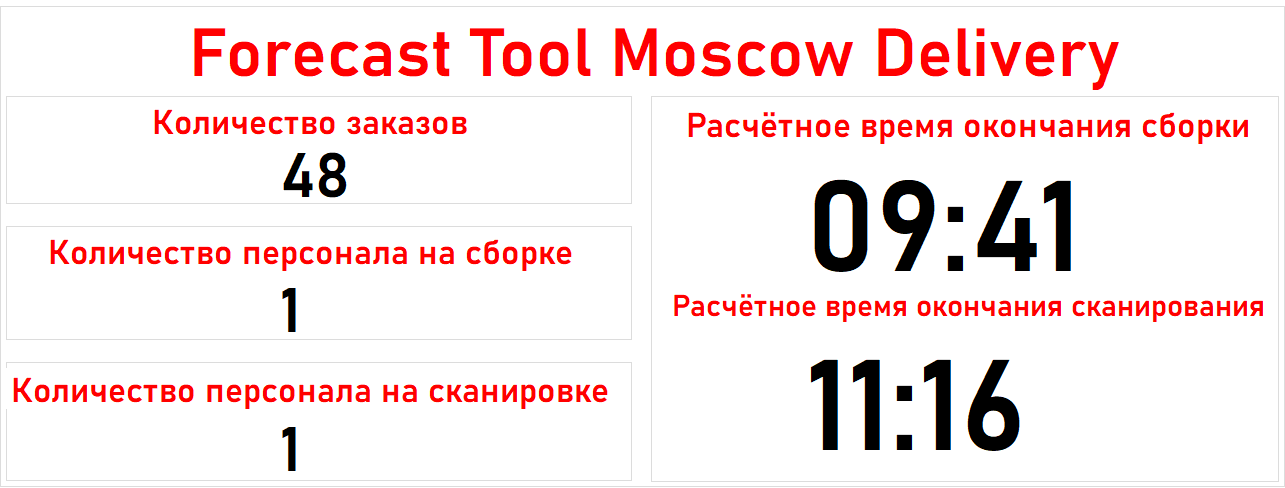 Forecast Tool Moscow Delivery
Количество заказов
48
Количество персонала на сборке
1
Количество персонала на сканировке
1
Расчётное время окончания сборки
09:41
Расчётное время окончания сканирования
11:16